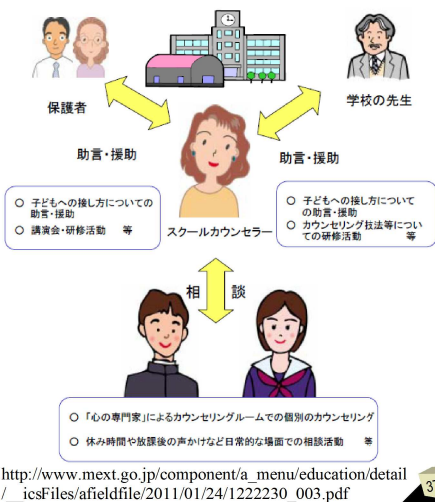 保護者
学校の先生
助言・援助
助言・援助
○ 子どもへの接し方についての
助言・援助
○ 講演会・研修活動　等
○ 子どもへの接し方について
の助言・援助
○ カウンセリング技法等につい
ての研修活動　等
スクールカウンセラー
相 談
○ 「心の専門家」によるカウンセリングルームでの個別のカウンセリング
○ 休み時間や放課後の声かけなど日常的な場面での相談活動　等
http://www.mext.go.jp/component/a_menu/education/detail
/__icsFiles/afieldfile/2011/01/24/1222230_003.pdf